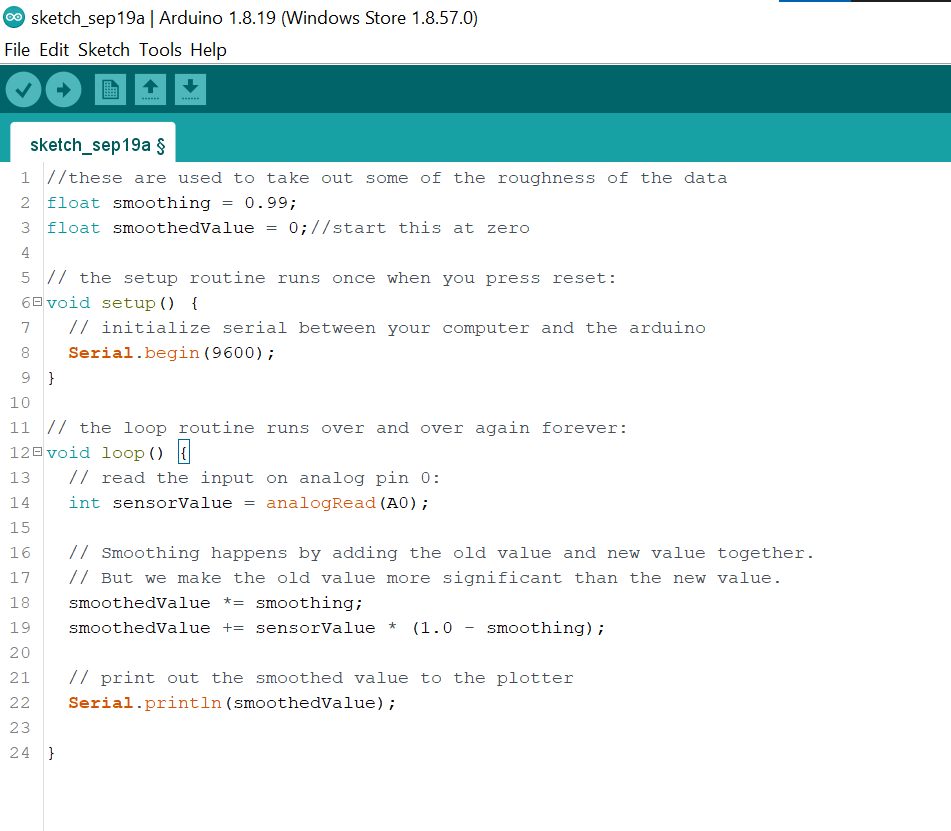 sketch_sep19a | Arduino 1.8.19 (Windows Store 1.8.57.0)
File Edit Sketch Tools Help
sketch_sep19a §
1 //these are used to take out some of the roughness of the data
2 float smoothing = 0.99;
3 float smoothedValue = 0;//start this at zero
4
5 // the setup routine runs once when you press reset:
6 void setup() {
7   // initialize serial between your computer and the arduino
8   Serial.begin(9600);
9 }
10
11 // the loop routine runs over and over again forever:
12 void loop() {
13   // read the input on analog pin 0:
14   int sensorValue = analogRead(A0);
15
16   // Smoothing happens by adding the old value and new value together.
17   // But we make the old value more significant than the new value.
18   smoothedValue *= smoothing;
19   smoothedValue += sensorValue * (1.0 - smoothing);
20
21   // print out the smoothed value to the plotter
22   Serial.println(smoothedValue);
23
24 }